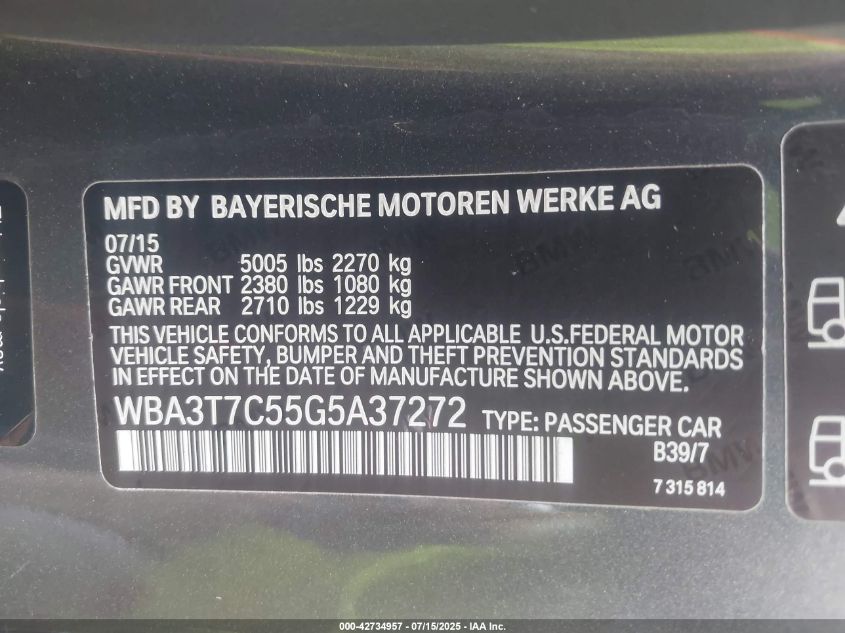 MFD BY BAYERISCHE MOTOREN WERKE AG
07/15
GVWR 5005 lbs 2270 kg
GAWR FRONT 2380 lbs 1080 kg
GAWR REAR 2710 lbs 1229 kg
THIS VEHICLE CONFORMS TO ALL APPLICABLE U.S.FEDERAL MOTOR
VEHICLE SAFETY, BUMPER AND THEFT PREVENTION STANDARDS
IN EFFECT ON THE DATE OF MANUFACTURE SHOWN ABOVE.
WBA3T7C55G5A37272 TYPE: PASSENGER CAR
B39/7
7 315 814
000-42734957 - 07/15/2025 - IAA Inc.